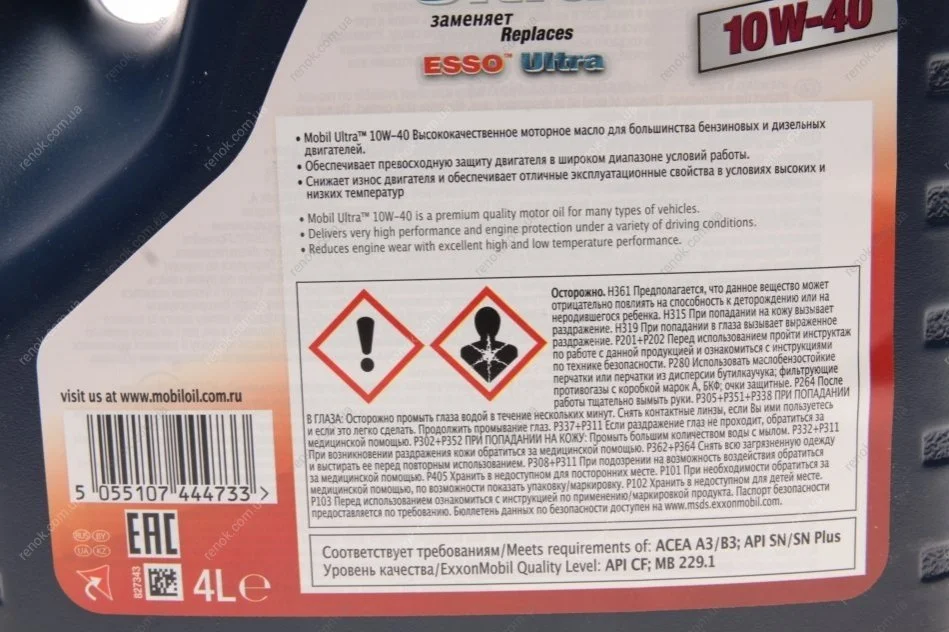 заменяет
Replaces
ESSO™ Ultra
10W-40
• Mobil Ultra™ 10W-40 Высококачественное моторное масло для большинства бензиновых и дизельных
двигателей.
• Обеспечивает превосходную защиту двигателя в широком диапазоне условий работы.
• Снижает износ двигателя и обеспечивает отличные эксплуатационные свойства в условиях высоких и
низких температур
• Mobil Ultra™ 10W-40 is a premium quality motor oil for many types of vehicles.
• Delivers very high performance and engine protection under a variety of driving conditions.
• Reduces engine wear with excellent high and low temperature performance.
Осторожно. H361 Предполагается, что данное вещество может
отрицательно повлиять на способность к деторождению или на
неродившегося ребенка. H315 При попадании на кожу вызывает
раздражение. H319 При попадании в глаза вызывает выраженное
раздражение. P201+P202 Перед использованием пройти инструктаж
по работе с данной продукцией и ознакомиться с инструкциями
по технике безопасности. P280 Использовать маслобензостойкие
перчатки или перчатки из дисперсии бутилкаучука; фильтрующие
противогазы с коробкой марок А, БКФ; очки защитные. P264 После
работы тщательно вымыть руки. P305+P351+P338 ПРИ ПОПАДАНИИ
В ГЛАЗА: Осторожно промыть глаза водой в течение нескольких минут. Снять контактные линзы, если Вы ими пользуетесь
и если это легко сделать. Продолжить промывание глаз. P337+P311 Если раздражение глаз не проходит, обратиться за
медицинской помощью. P302+P352 ПРИ ПОПАДАНИИ НА КОЖУ: Промыть большим количеством воды с мылом. P332+P311
При возникновении раздражения кожи обратиться за медицинской помощью. P362+P364 Снять всю загрязненную одежду
и выстирать ее перед повторным использованием. P308+P311 При подозрении на возможность воздействия обратиться
за медицинской помощью. P405 Хранить в недоступном для посторонних месте. P101 При необходимости обратиться за
медицинской помощью, по возможности показать упаковку/маркировку. P102 Хранить в недоступном для детей месте.
P103 Перед использованием ознакомиться с инструкцией по применению/маркировкой продукта. Паспорт безопасности
предоставляется по требованию. Бюллетень данных по безопасности доступен на www.msds.exxonmobil.com.
visit us at www.mobiloil.com.ru
5 055107 444733 >
EAC
RUS BY
UA KZ
827343
4L℮
Соответствует требованиям/Meets requirements of: ACEA A3/B3; API SN/SN Plus
Уровень качества/ExxonMobil Quality Level: API CF; MB 229.1
renok.com.ua